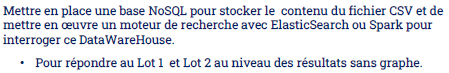 Mettre en place une base NoSQL pour stocker le contenu du fichier CSV et de
mettre en œuvre un moteur de recherche avec ElasticSearch ou Spark pour
interroger ce DataWareHouse.
• Pour répondre au Lot 1 et Lot 2 au niveau des résultats sans graphe.